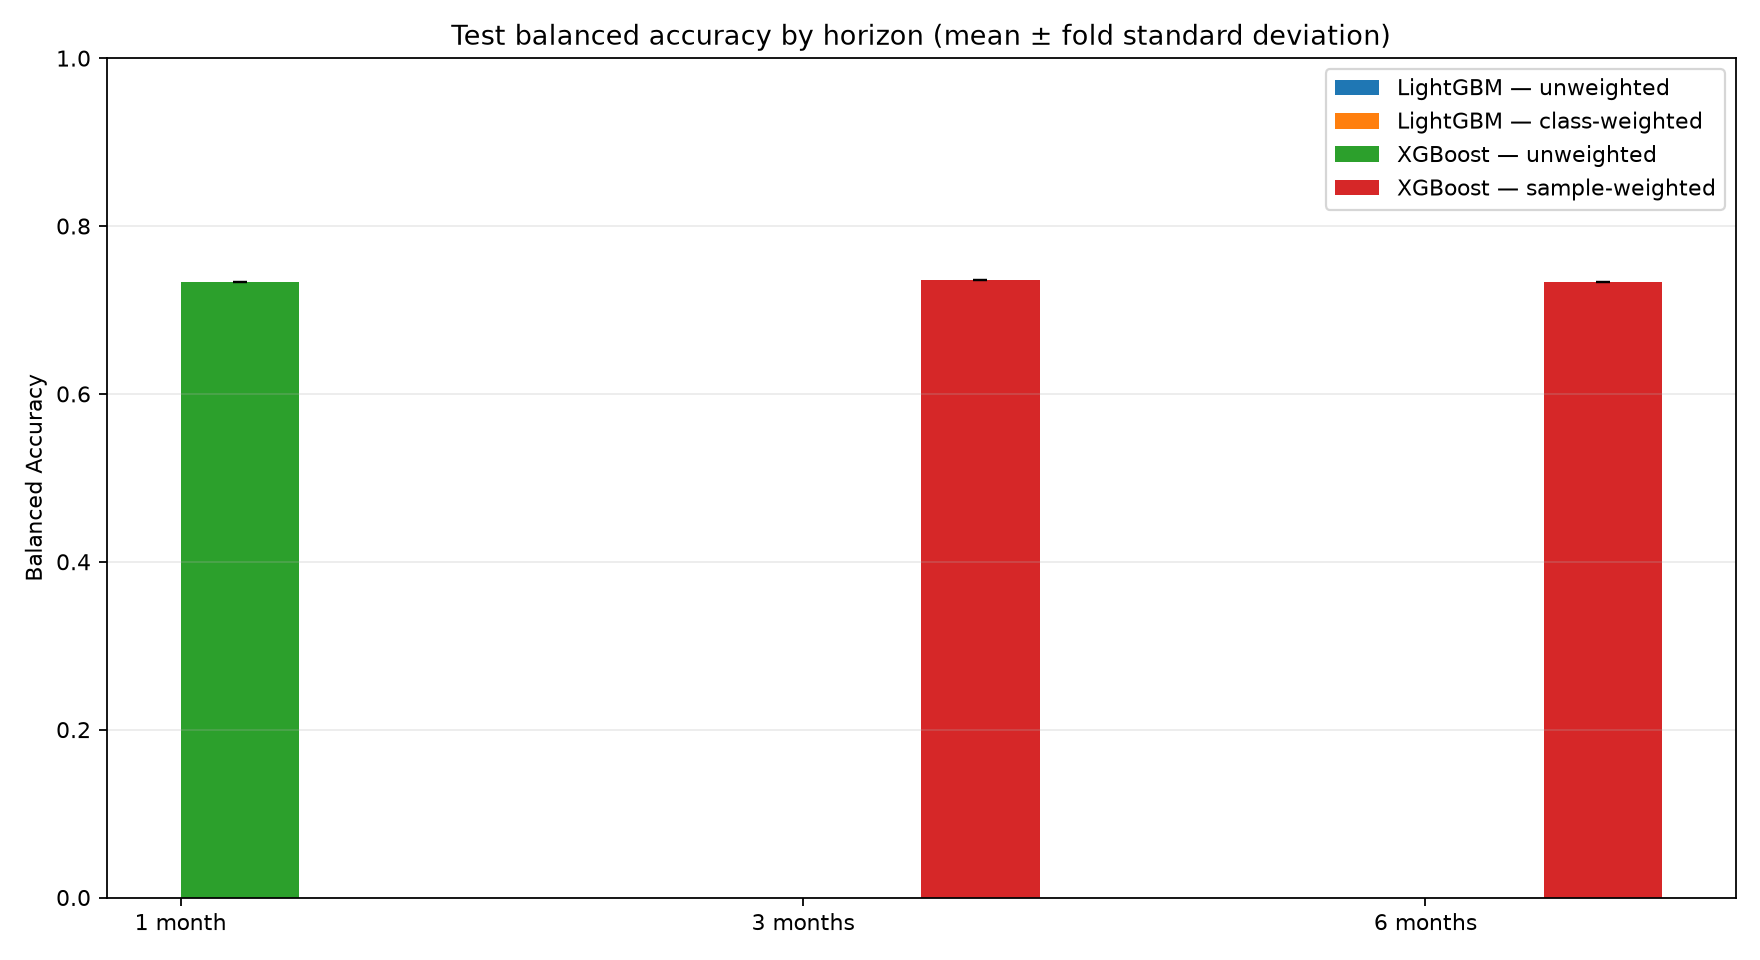 Test balanced accuracy by horizon (mean ± fold standard deviation)
1.0
0.8
0.6
0.4
0.2
0.0
Balanced Accuracy
LightGBM — unweighted
LightGBM — class-weighted
XGBoost — unweighted
XGBoost — sample-weighted
1 month
3 months
6 months